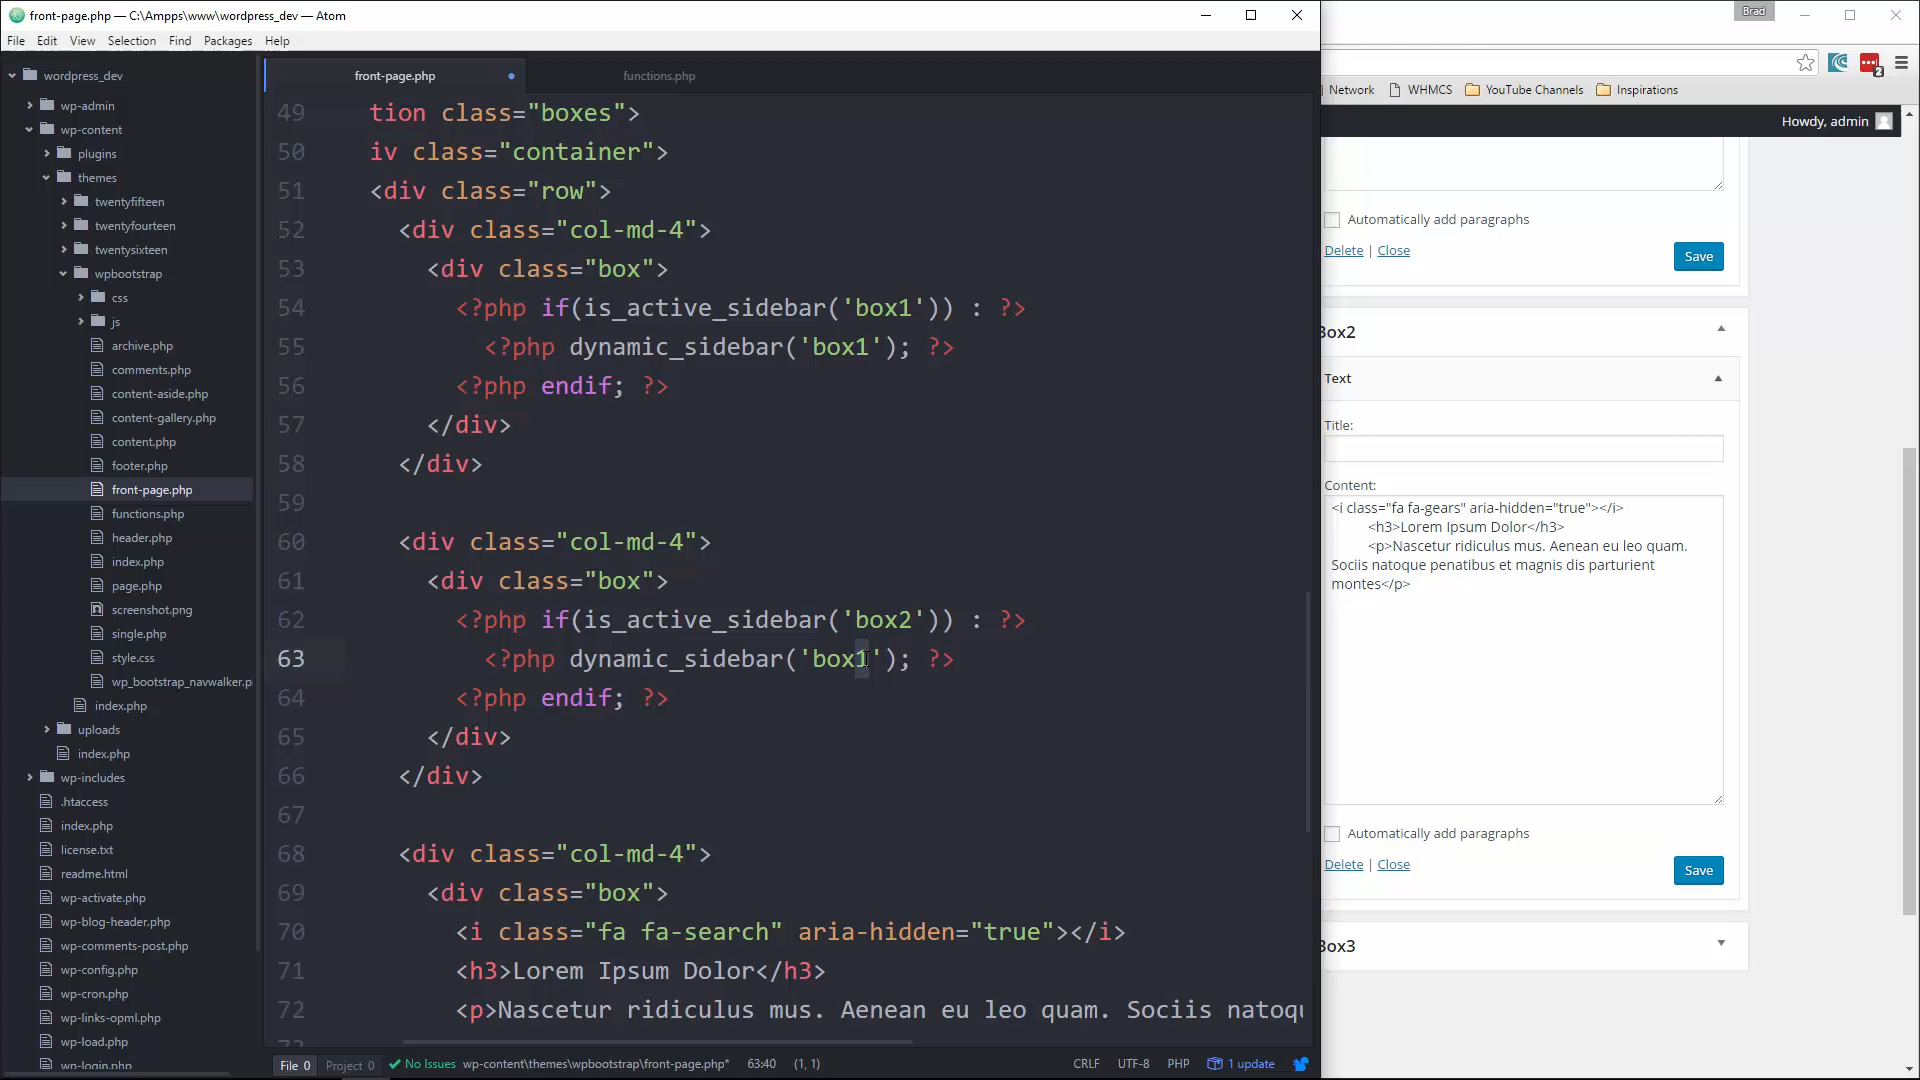 front-page.php — C:\Ampps\www\wordpress_dev — Atom
File Edit View Selection Find Packages Help
wordpress_dev
wp-admin
wp-content
plugins
themes
twentyfifteen
twentyfourteen
twentysixteen
wpbootstrap
css
js
archive.php
comments.php
content-aside.php
content-gallery.php
content.php
footer.php
front-page.php
functions.php
header.php
index.php
page.php
screenshot.png
single.php
style.css
wp_bootstrap_navwalker.p
index.php
uploads
index.php
wp-includes
.htaccess
index.php
license.txt
readme.html
wp-activate.php
wp-blog-header.php
wp-comments-post.php
wp-config.php
wp-cron.php
wp-links-opml.php
wp-load.php
wp-login.php
front-page.php functions.php
49 tion class="boxes">
50 iv class="container">
51 <div class="row">
52 <div class="col-md-4">
53 <div class="box">
54 <?php if(is_active_sidebar('box1')) : ?>
55 <?php dynamic_sidebar('box1'); ?>
56 <?php endif; ?>
57 </div>
58 </div>
59
60 <div class="col-md-4">
61 <div class="box">
62 <?php if(is_active_sidebar('box2')) : ?>
63 <?php dynamic_sidebar('box1'); ?>
64 <?php endif; ?>
65 </div>
66 </div>
67
68 <div class="col-md-4">
69 <div class="box">
70 <i class="fa fa-search" aria-hidden="true"></i>
71 <h3>Lorem Ipsum Dolor</h3>
72 <p>Nascetur ridiculus mus. Aenean eu leo quam. Sociis natoqu
73
File 0 Project 0 No Issues wp-content\themes\wpbootstrap\front-page.php* 63:40 (1, 1) CRLF UTF-8 PHP 1 update
Brad
2
Network WHMCS YouTube Channels Inspirations
Howdy, admin
Automatically add paragraphs
Delete | Close Save
Box2
Text
Title:
Content:
<i class="fa fa-gears" aria-hidden="true"></i>
<h3>Lorem Ipsum Dolor</h3>
<p>Nascetur ridiculus mus. Aenean eu leo quam.
Sociis natoque penatibus et magnis dis parturient
montes</p>
Automatically add paragraphs
Delete | Close Save
Box3